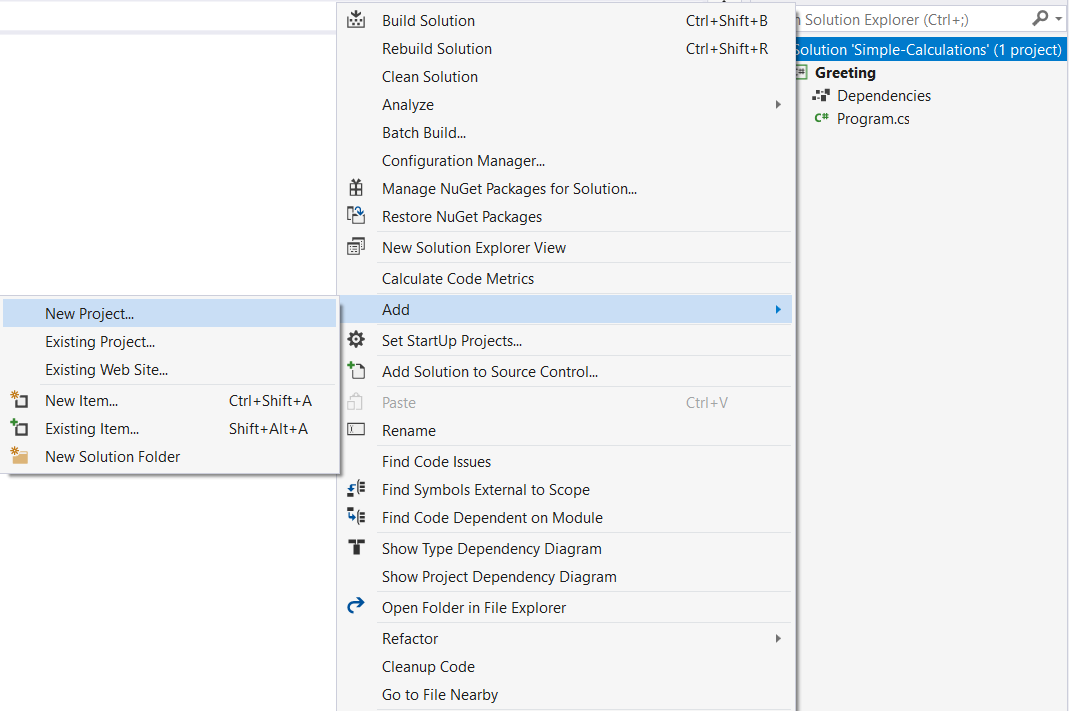 Build Solution Ctrl+Shift+B
Rebuild Solution Ctrl+Shift+R
Clean Solution
Analyze
Batch Build...
Configuration Manager...
Manage NuGet Packages for Solution...
Restore NuGet Packages
New Solution Explorer View
Calculate Code Metrics
Add
Set StartUp Projects...
Add Solution to Source Control...
Paste Ctrl+V
Rename
Find Code Issues
Find Symbols External to Scope
Find Code Dependent on Module
Show Type Dependency Diagram
Show Project Dependency Diagram
Open Folder in File Explorer
Refactor
Cleanup Code
Go to File Nearby
New Project...
Existing Project...
Existing Web Site...
New Item... Ctrl+Shift+A
Existing Item... Shift+Alt+A
New Solution Folder
Solution Explorer (Ctrl+;)
Solution 'Simple-Calculations' (1 project)
Greeting
Dependencies
C# Program.cs